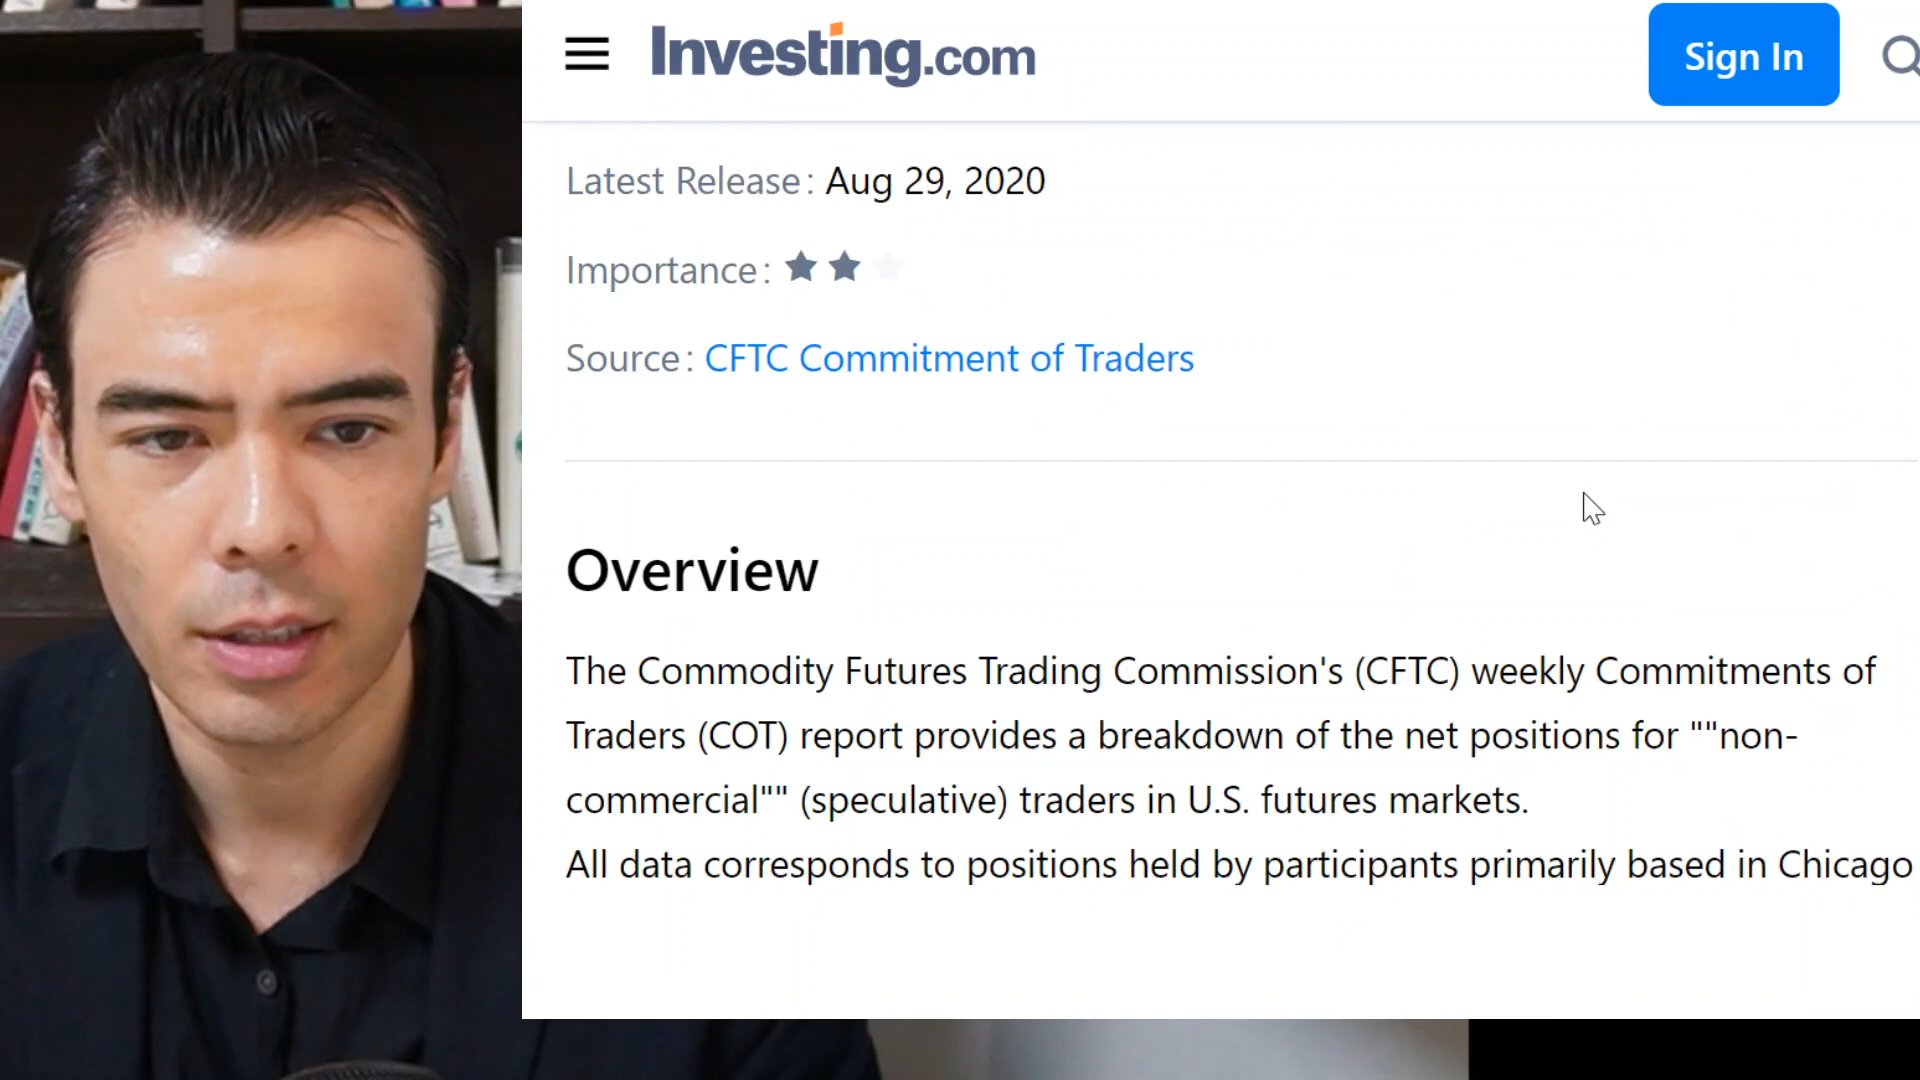 Investing.com
Sign In
Latest Release: Aug 29, 2020
Importance:
Source: CFTC Commitment of Traders
Overview
The Commodity Futures Trading Commission's (CFTC) weekly Commitments of
Traders (COT) report provides a breakdown of the net positions for ""non-
commercial"" (speculative) traders in U.S. futures markets.
All data corresponds to positions held by participants primarily based in Chicago